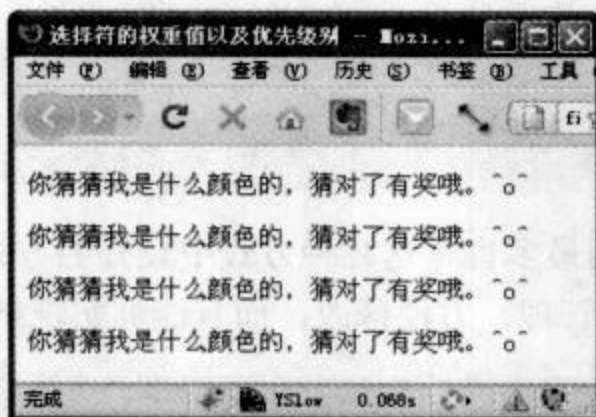 选择符的权重值以及优先级别 - Mozi...
文件 (F) 编辑 (E) 查看 (V) 历史 (S) 书签 (B) 工具
fi
你猜猜我是什么颜色的，猜对了有奖哦。^o^
你猜猜我是什么颜色的，猜对了有奖哦。^o^
你猜猜我是什么颜色的，猜对了有奖哦。^o^
你猜猜我是什么颜色的，猜对了有奖哦。^o^
完成 YSlow 0.068s